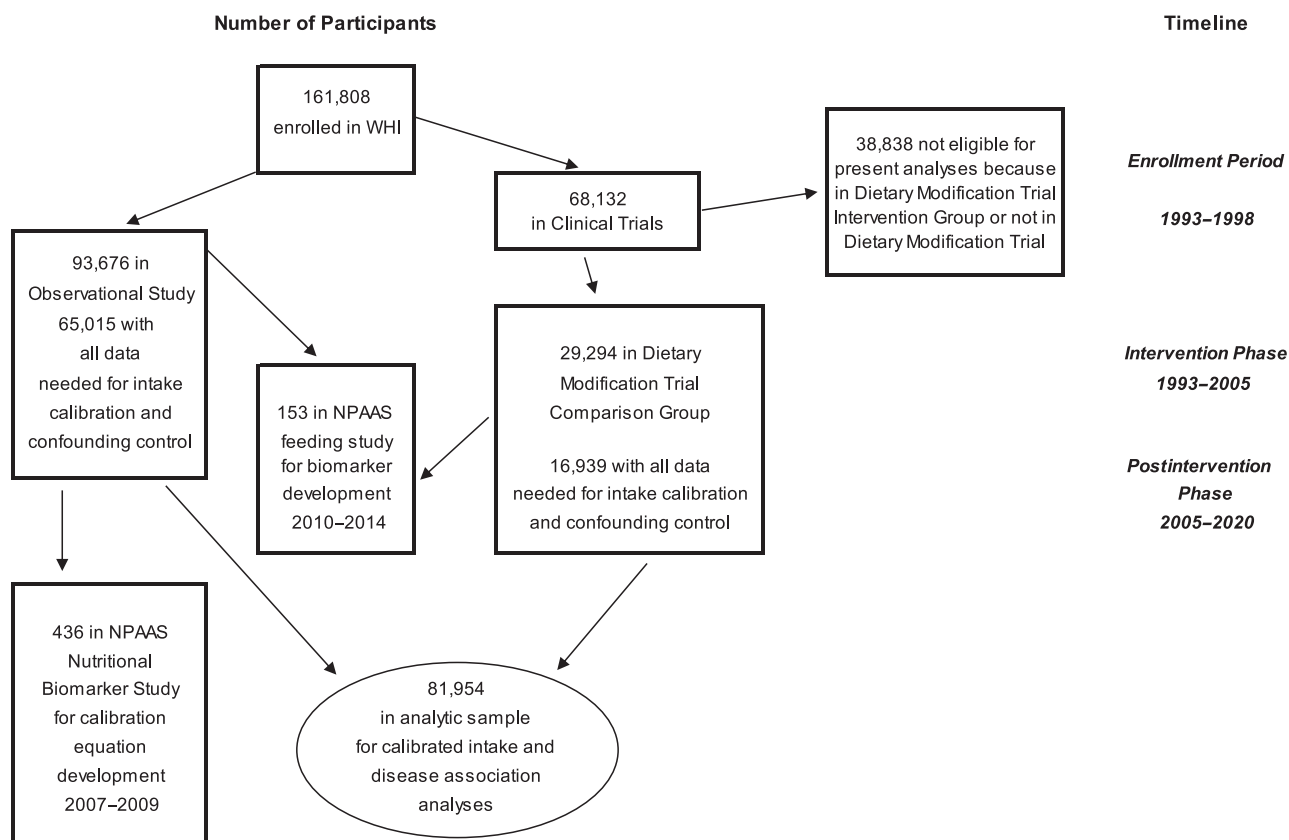 Number of Participants
Timeline
161,808
enrolled in WHI
68,132
in Clinical Trials
38,838 not eligible for
present analyses because
in Dietary Modification Trial
Intervention Group or not in
Dietary Modification Trial
Enrollment Period
1993–1998
93,676 in
Observational Study
65,015 with
all data
needed for intake
calibration and
confounding control
153 in NPAAS
feeding study
for biomarker
development
2010–2014
29,294 in Dietary
Modification Trial
Comparison Group
16,939 with all data
needed for intake calibration
and confounding control
Intervention Phase
1993–2005
Postintervention
Phase
2005–2020
436 in NPAAS
Nutritional
Biomarker Study
for calibration
equation
development
2007–2009
81,954
in analytic sample
for calibrated intake and
disease association
analyses